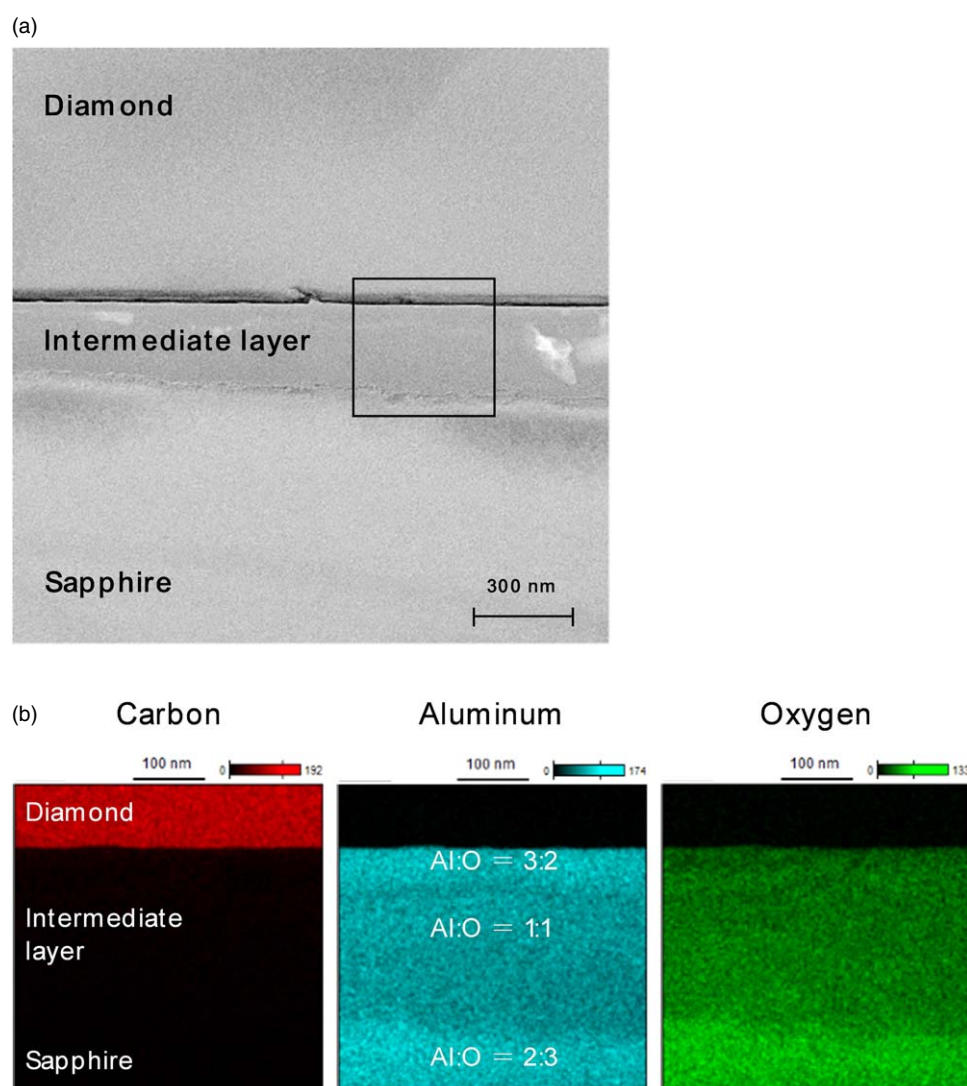 (a)
Diamond
Intermediate layer
Sapphire
300 nm
(b)
Carbon
Aluminum
Oxygen
100 nm 0 192
100 nm 0 174
100 nm 0 133
Diamond
Intermediate
layer
Sapphire
Al:O = 3:2
Al:O = 1:1
Al:O = 2:3